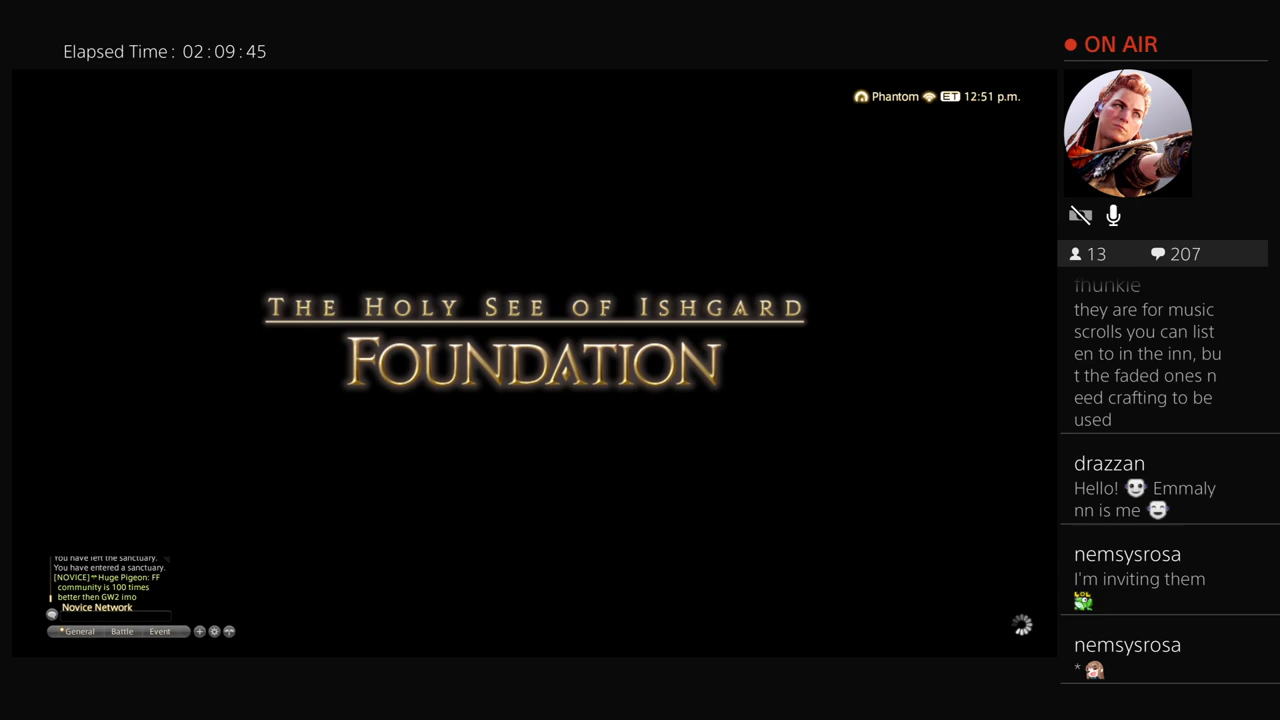 Elapsed Time: 02:09:45
ON AIR
Phantom ET 12:51 p.m.
13 207
THE HOLY SEE OF ISHGARD
FOUNDATION
fhunkie
they are for music
scrolls you can list
en to in the inn, bu
t the faded ones n
eed crafting to be
used
drazzan
Hello! Emmaly
nn is me
nemsysrosa
I'm inviting them
LOL
nemsysrosa
*
You have left the sanctuary.
You have entered a sanctuary.
[NOVICE] Huge Pigeon: FF
community is 100 times
better then GW2 imo
Novice Network
General Battle Event